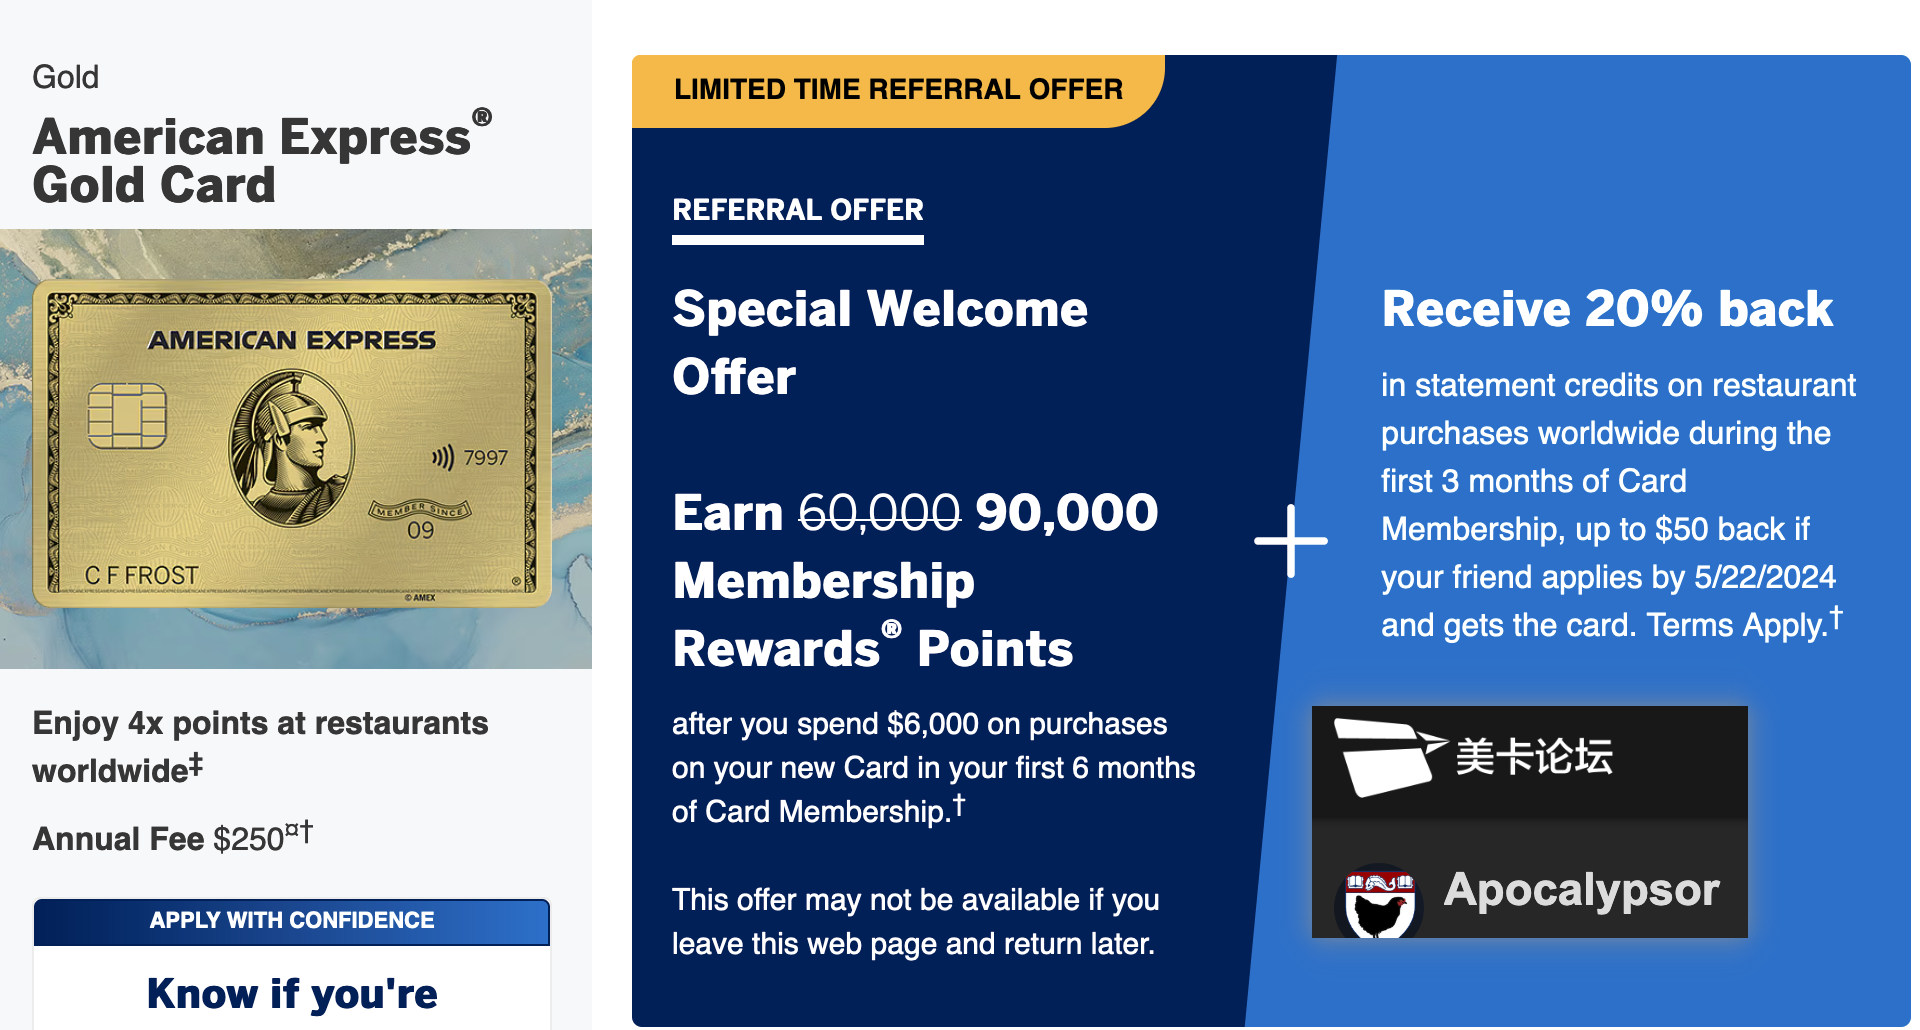 Gold
American Express®
Gold Card
AMERICAN EXPRESS
7997
MEMBER SINCE
09
C F FROST
®
© AMEX
Enjoy 4x points at restaurants
worldwide‡
Annual Fee $250¤†
APPLY WITH CONFIDENCE
Know if you're
LIMITED TIME REFERRAL OFFER
REFERRAL OFFER
Special Welcome
Offer
Earn 60,000 90,000
Membership
Rewards® Points
after you spend $6,000 on purchases
on your new Card in your first 6 months
of Card Membership.†
This offer may not be available if you
leave this web page and return later.
+
Receive 20% back
in statement credits on restaurant
purchases worldwide during the
first 3 months of Card
Membership, up to $50 back if
your friend applies by 5/22/2024
and gets the card. Terms Apply.†
美卡论坛
Apocalypsor